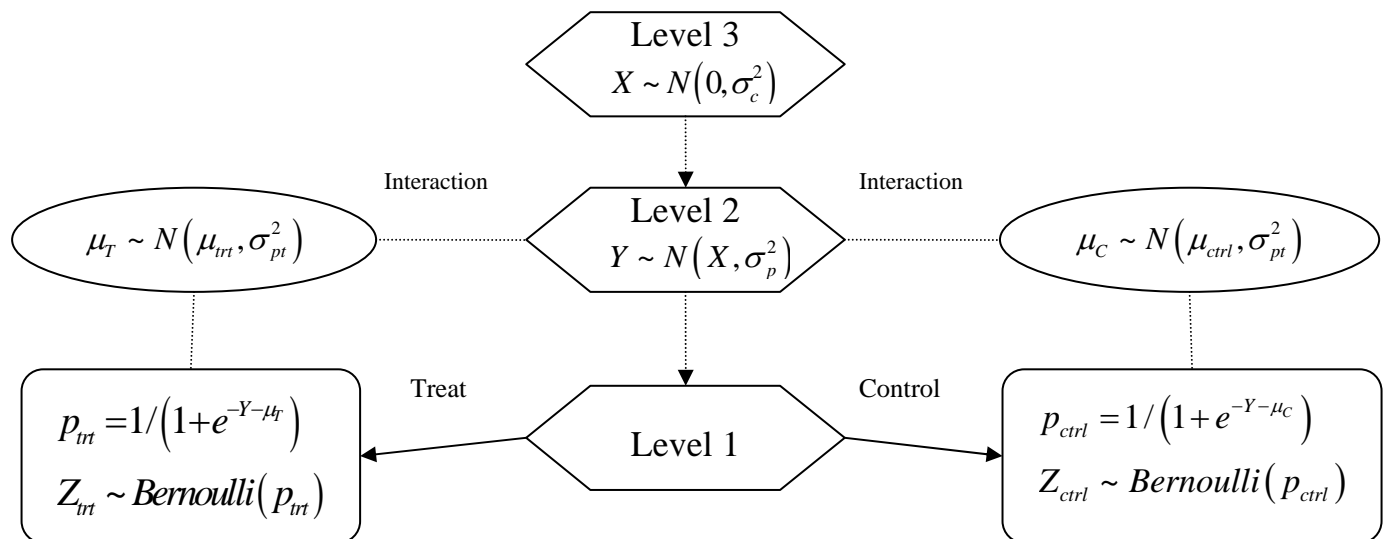 Level 3
X ~ N(0, σ_c^2)
Interaction
Interaction
Level 2
Y ~ N(X, σ_p^2)
μ_T ~ N(μ_trt, σ_pt^2)
μ_C ~ N(μ_ctrl, σ_pt^2)
Treat
Control
Level 1
p_trt = 1/(1+e^{-Y-μ_T})
Z_trt ~ Bernoulli(p_trt)
p_ctrl = 1/(1+e^{-Y-μ_C})
Z_ctrl ~ Bernoulli(p_ctrl)